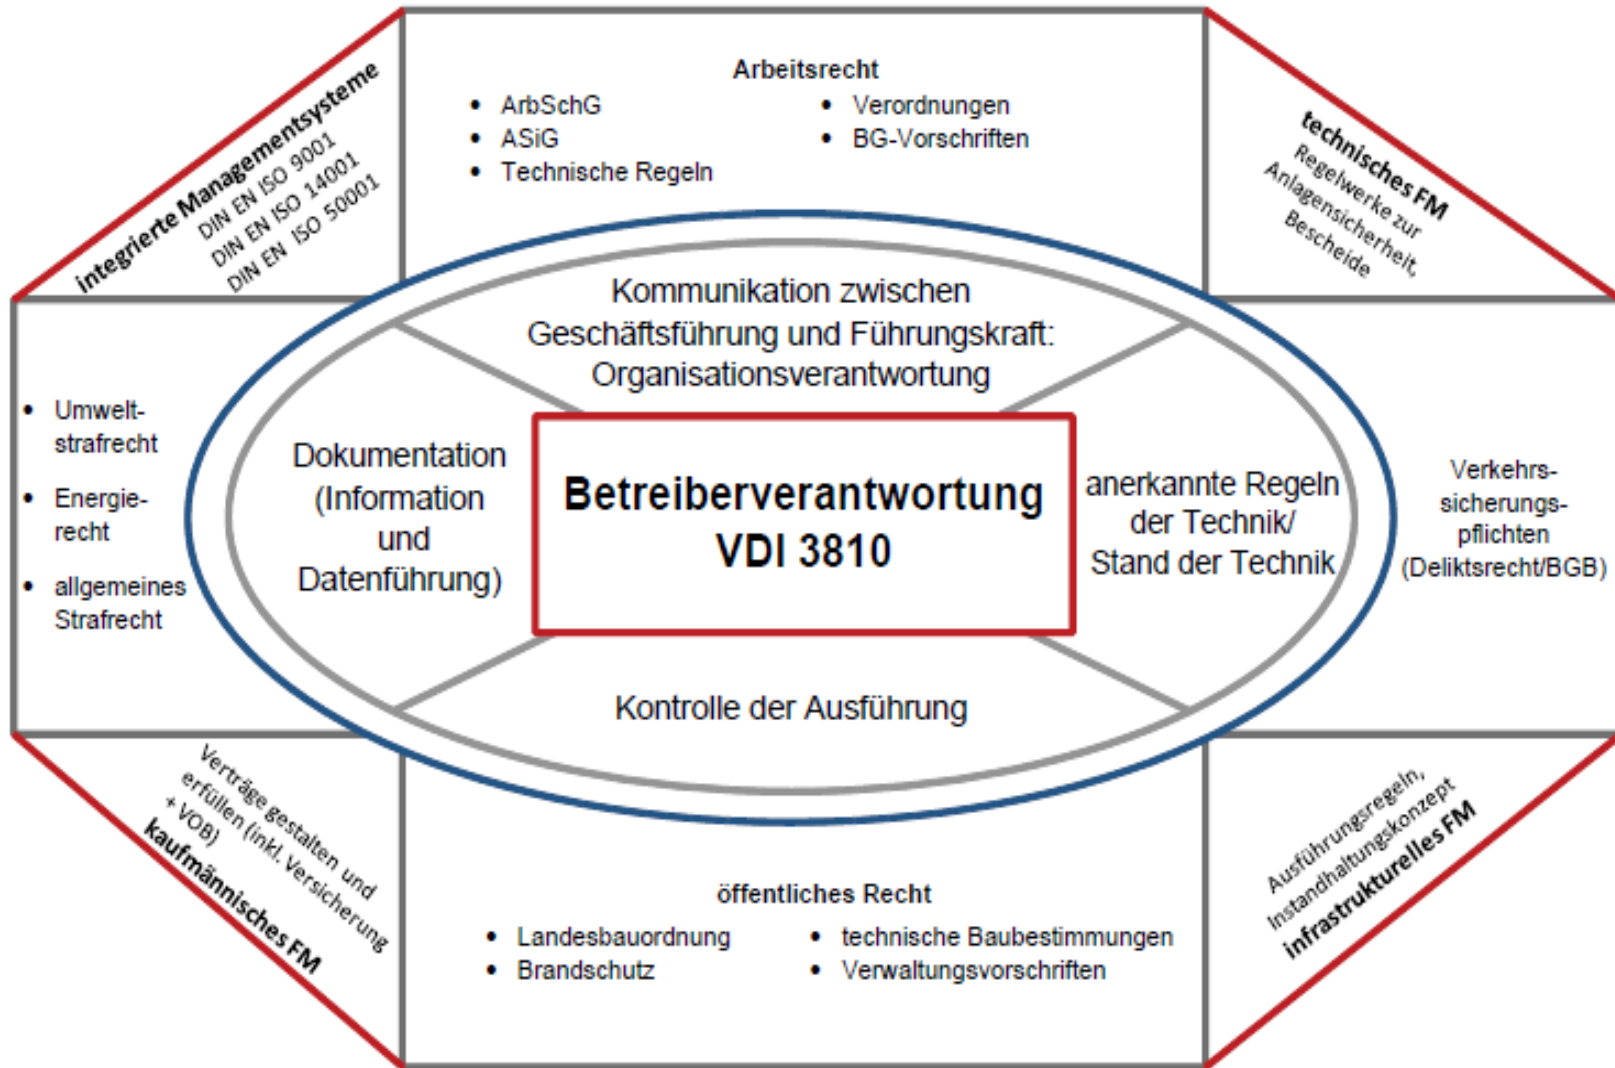 integrierte Managementsysteme
DIN EN ISO 9001
DIN EN ISO 14001
DIN EN ISO 50001
Arbeitsrecht
• ArbSchG
• ASiG
• Technische Regeln
• Verordnungen
• BG-Vorschriften
technisches FM
Regelwerke zur
Anlagensicherheit,
Bescheide
Kommunikation zwischen
Geschäftsführung und Führungskraft:
Organisationsverantwortung
• Umwelt-
strafrecht
• Energie-
recht
• allgemeines
Strafrecht
Dokumentation
(Information
und
Datenführung)
Betreiberverantwortung
VDI 3810
anerkannte Regeln
der Technik/
Stand der Technik
Verkehrs-
sicherungs-
pflichten
(Deliktsrecht/BGB)
Kontrolle der Ausführung
Verträge gestalten und
erfüllen (inkl. Versicherung
+ VOB)
kaufmännisches FM
öffentliches Recht
• Landesbauordnung
• Brandschutz
• technische Baubestimmungen
• Verwaltungsvorschriften
Ausführungsregeln,
Instandhaltungskonzept
infrastrukturelles FM